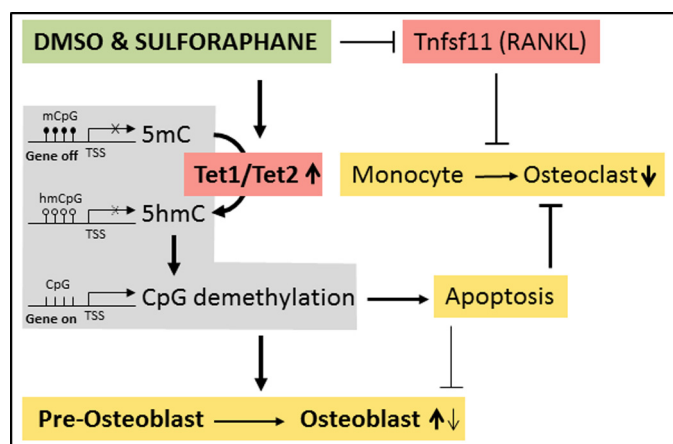 DMSO & SULFORAPHANE
Tnfsf11 (RANKL)
mCpG
5mC
Gene off
TSS
Tet1/Tet2 ↑
Monocyte → Osteoclast ↓
hmCpG
5hmC
TSS
CpG
CpG demethylation
Apoptosis
Gene on
TSS
Pre-Osteoblast → Osteoblast ↑↓